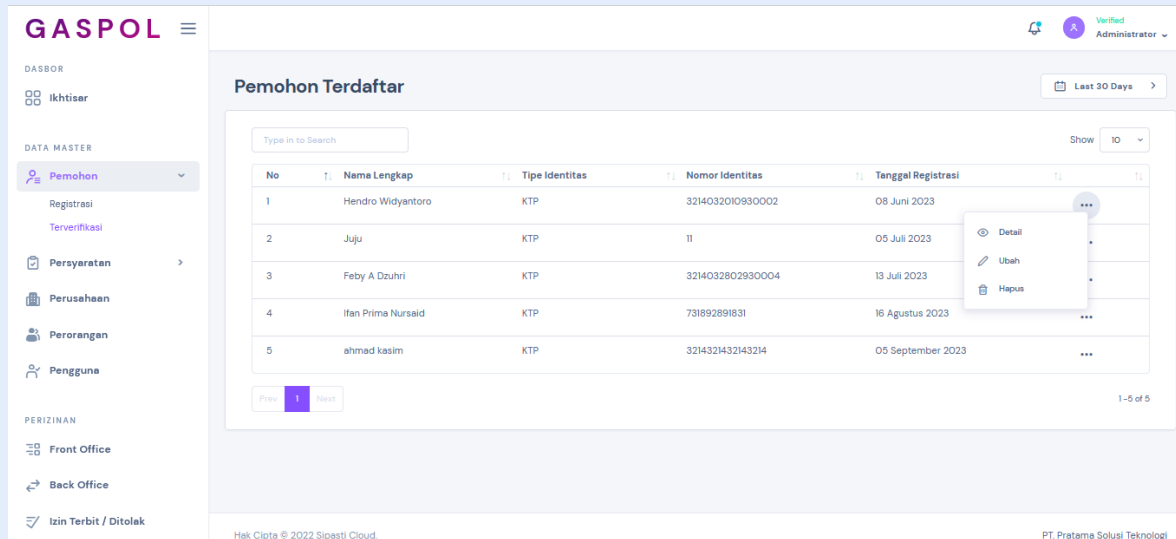 GASPOL
Verified
Administrator
DASBOR
Ikhtisar
DATA MASTER
Pemohon
Registrasi
Terverifikasi
Persyaratan
Perusahaan
Perorangan
Pengguna
PERIZINAN
Front Office
Back Office
Izin Terbit / Ditolak
Pemohon Terdaftar
Last 30 Days
Type in to Search
Show 10
No Nama Lengkap Tipe Identitas Nomor Identitas Tanggal Registrasi
1 Hendro Widyantoro KTP 3214032010930002 08 Juni 2023
2 Juju KTP 11 05 Juli 2023
3 Feby A Dzuhri KTP 3214032802930004 13 Juli 2023
4 Ifan Prima Nursaid KTP 731892891831 16 Agustus 2023
5 ahmad kasim KTP 3214321432143214 05 September 2023
Detail
Ubah
Hapus
Prev 1 Next
1-5 of 5
Hak Cipta © 2022 Sipasti Cloud.
PT. Pratama Solusi Teknologi